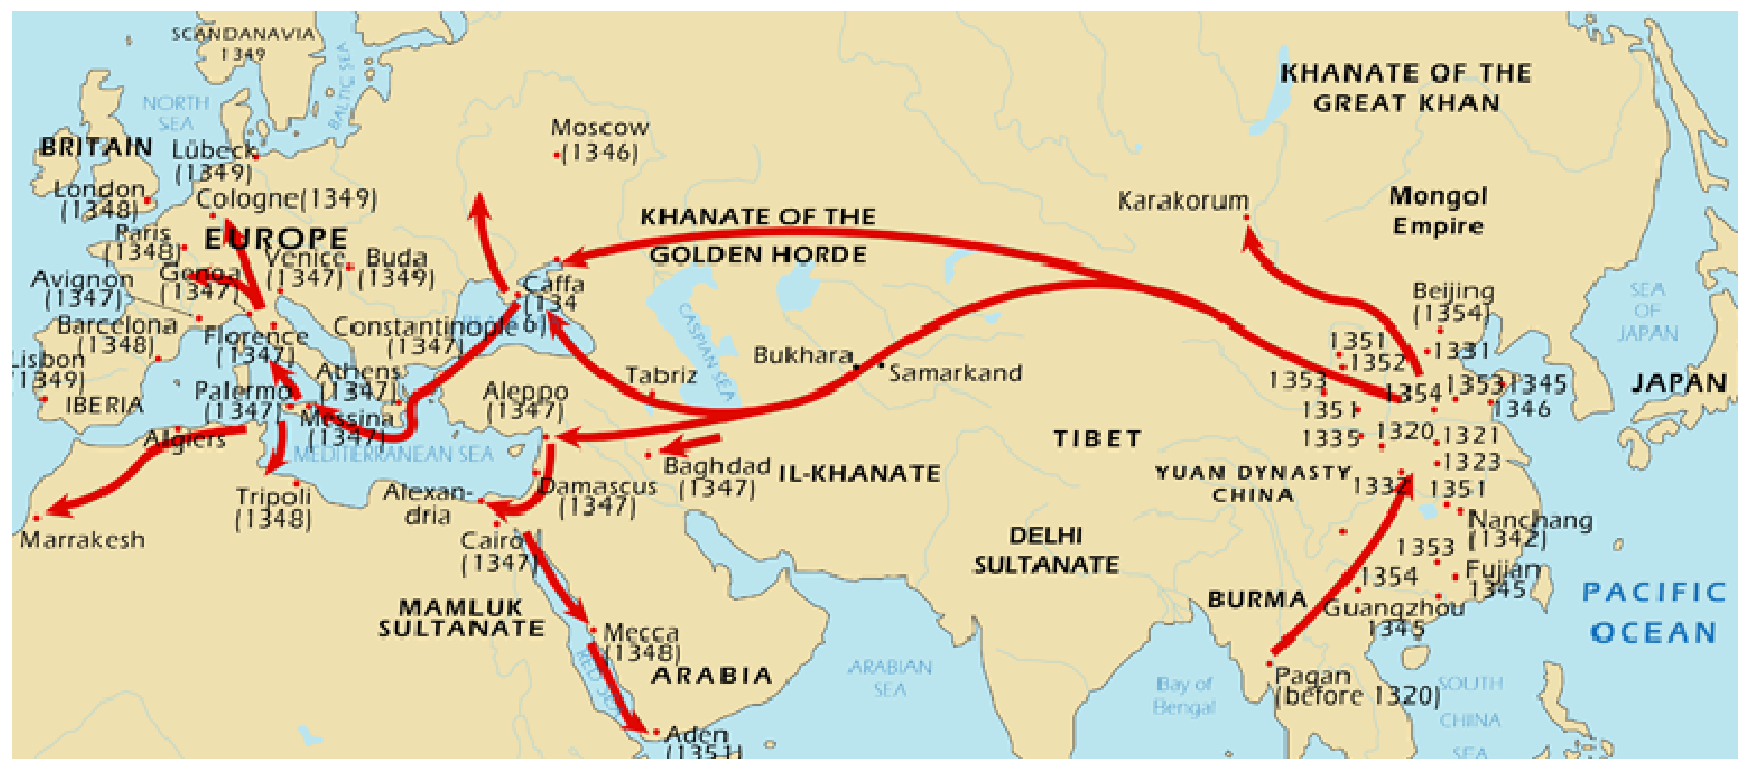 SCANDANAVIA
1349
BALTIC SEA
NORTH
SEA
BRITAIN
Lübeck
(1349)
London
(1348)
Cologne(1349)
Paris
(1348)
EUROPE
Moscow
(1346)
Avignon
(1347)
Genoa
(1347)
Venice
(1347)
Buda
(1349)
Barcelona
(1348)
Florence
(1347)
Constantinople
(1347)
Caffa
(134
6)
Lisbon
1349)
IBERIA
Palermo
(1347)
Athens
(1347)
Messina
(1347)
Aleppo
(1347)
Algiers
MEDITERRANEAN SEA
Tripoli
(1348)
Marrakesh
Alexan-
dria
Damascus
(1347)
Cairo
(1347)
MAMLUK
SULTANATE
RED SEA
Mecca
(1348)
ARABIA
Aden
(1351)
KHANATE OF THE
GOLDEN HORDE
CASPIAN SEA
Tabriz
Bukhara
Samarkand
Baghdad
(1347)
IL-KHANATE
ARABIAN
SEA
TIBET
DELHI
SULTANATE
KHANATE OF THE
GREAT KHAN
Karakorum
Mongol
Empire
Beijing
(1354)
1351
1352
1331
1353
1354
1353
1345
1346
1351
1335
1320
1321
1323
YUAN DYNASTY
CHINA
1332
1351
Nanchang
(1342)
1353
1354
Fujian
1345
BURMA
Guangzhou
1345
Pagan
(before 1320)
Bay of
Bengal
SOUTH
CHINA
SEA
SEA
OF
JAPAN
JAPAN
PACIFIC
OCEAN